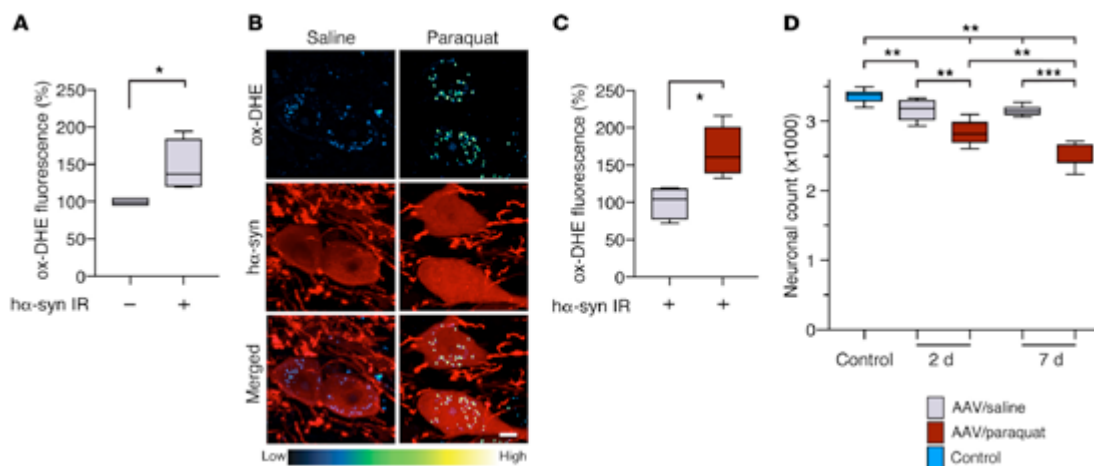 A
ox-DHE fluorescence (%)
250
200
150
100
50
0
*
hα-syn IR
−
+
B
Saline
Paraquat
ox-DHE
hα-syn
Merged
Low
High
C
ox-DHE fluorescence (%)
250
200
150
100
50
0
*
hα-syn IR
+
+
D
Neuronal count (x1000)
3
2
1
0
**
**
**
**
***
Control
2 d
7 d
AAV/saline
AAV/paraquat
Control